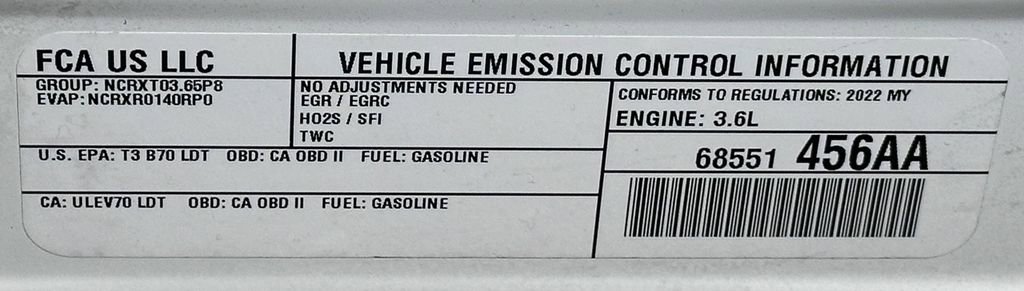 FCA US LLC
VEHICLE EMISSION CONTROL INFORMATION
GROUP: NCRXT03.65P8
EVAP: NCRXR0140RP0
NO ADJUSTMENTS NEEDED
EGR / EGRC
HO2S / SFI
TWC
CONFORMS TO REGULATIONS: 2022 MY
ENGINE: 3.6L
U.S. EPA: T3 B70 LDT OBD: CA OBD II FUEL: GASOLINE
68551 456AA
CA: ULEV70 LDT OBD: CA OBD II FUEL: GASOLINE